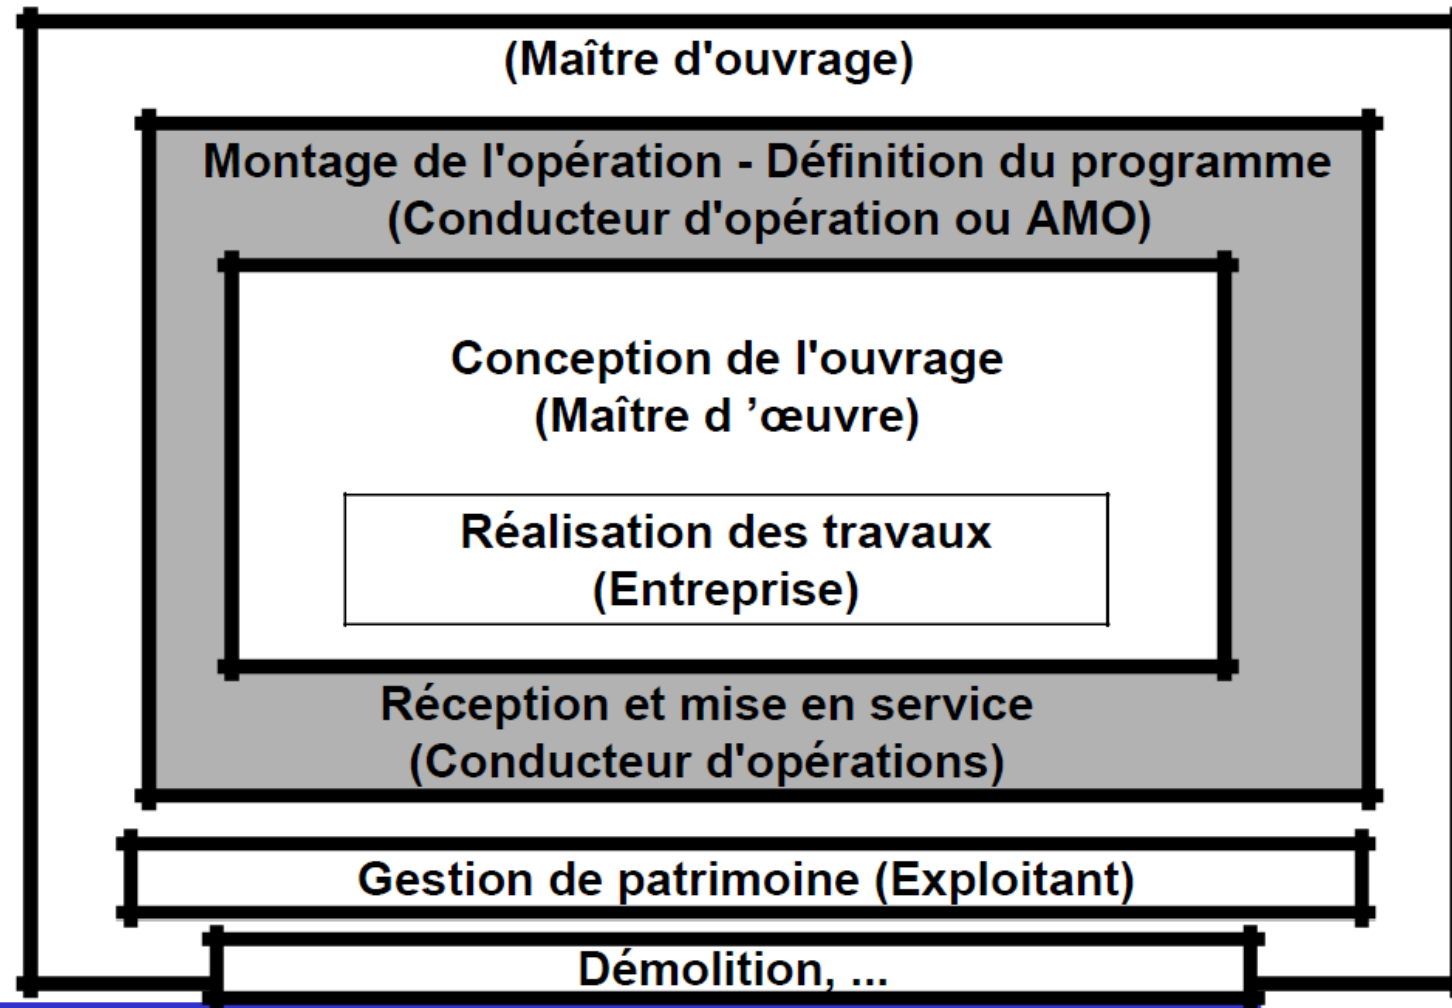 (Maître d'ouvrage)
Montage de l'opération - Définition du programme
(Conducteur d'opération ou AMO)
Conception de l'ouvrage
(Maître d ’œuvre)
Réalisation des travaux
(Entreprise)
Réception et mise en service
(Conducteur d'opérations)
Gestion de patrimoine (Exploitant)
Démolition, ...